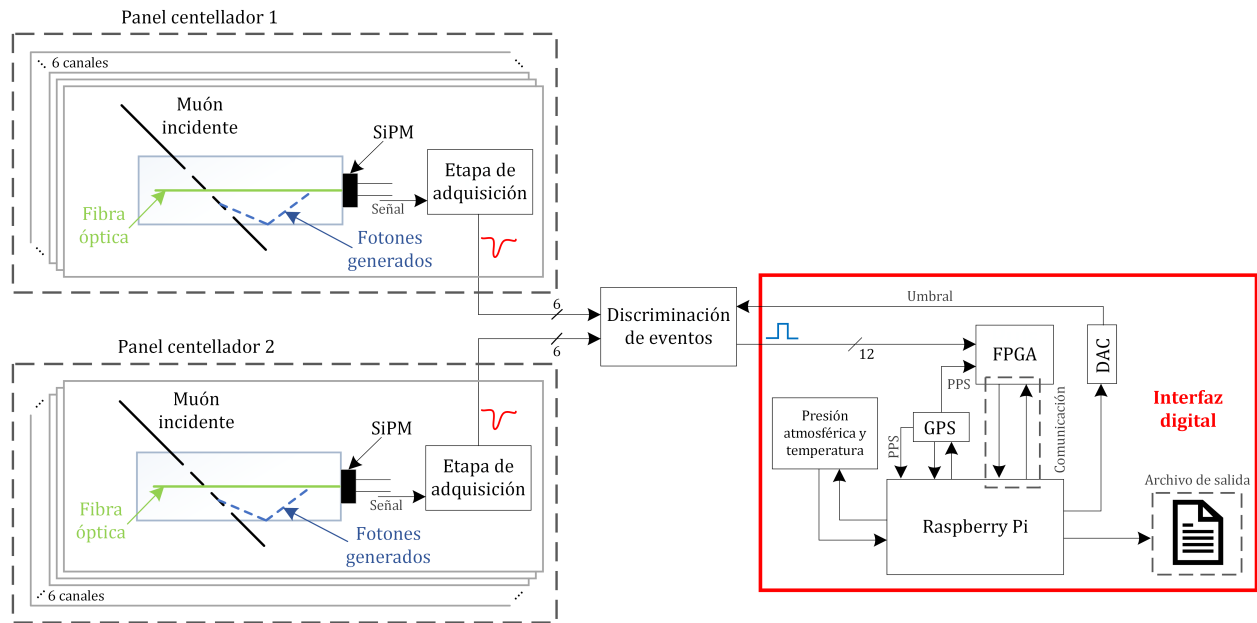 Panel centellador 1
6 canales
Muón
incidente
SiPM
Etapa de
adquisición
Señal
Fibra
óptica
Fotones
generados
6
Panel centellador 2
Muón
incidente
SiPM
Etapa de
adquisición
Señal
Fibra
óptica
Fotones
generados
6 canales
6
Discriminación
de eventos
Umbral
12
FPGA
DAC
PPS
GPS
PPS
Comunicación
Presión
atmosférica y
temperatura
Raspberry Pi
Interfaz
digital
Archivo de salida